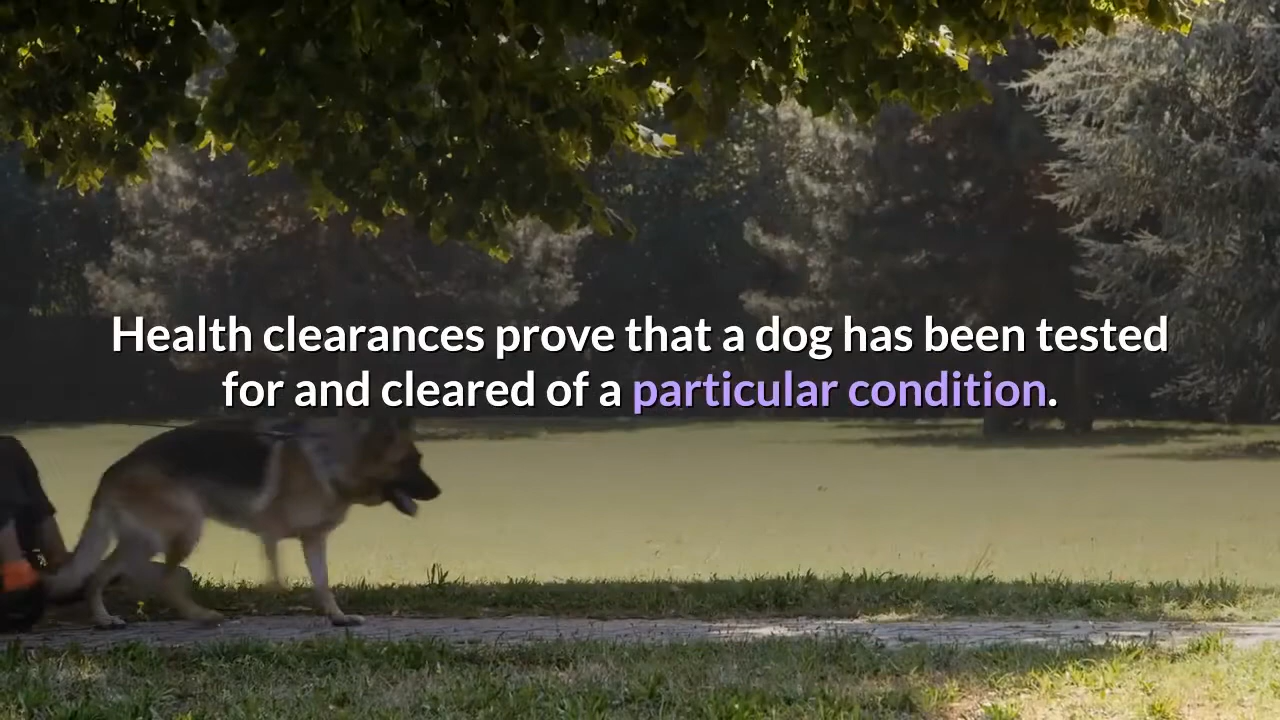 Health clearances prove that a dog has been tested
for and cleared of a particular condition.